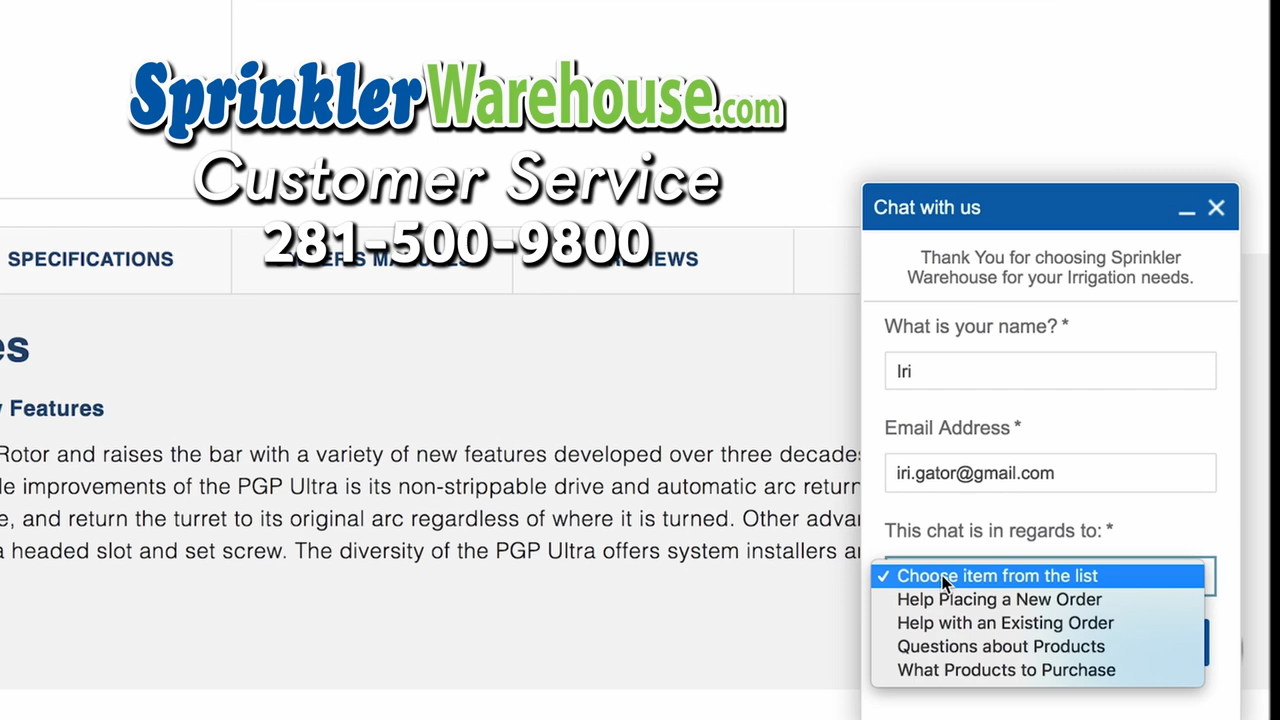 SprinklerWarehouse.com
Customer Service
281-500-9800
SPECIFICATIONS
es
Features
Rotor and raises the bar with a variety of new features developed over three decades
le improvements of the PGP Ultra is its non-strippable drive and automatic arc return
e, and return the turret to its original arc regardless of where it is turned. Other advan
a headed slot and set screw. The diversity of the PGP Ultra offers system installers an
Chat with us
Thank You for choosing Sprinkler
Warehouse for your Irrigation needs.
What is your name? *
Iri
Email Address *
iri.gator@gmail.com
This chat is in regards to: *
✓ Choose item from the list
Help Placing a New Order
Help with an Existing Order
Questions about Products
What Products to Purchase